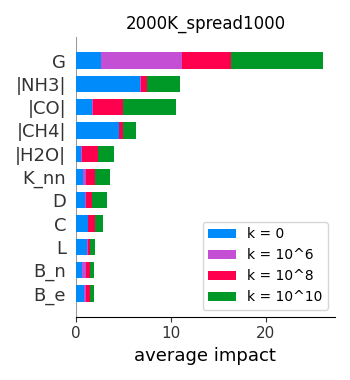 2000K_spread1000
G
|NH3|
|CO|
|CH4|
|H2O|
K_nn
D
C
L
B_n
B_e
k = 0
k = 10^6
k = 10^8
k = 10^10
0 10 20
average impact